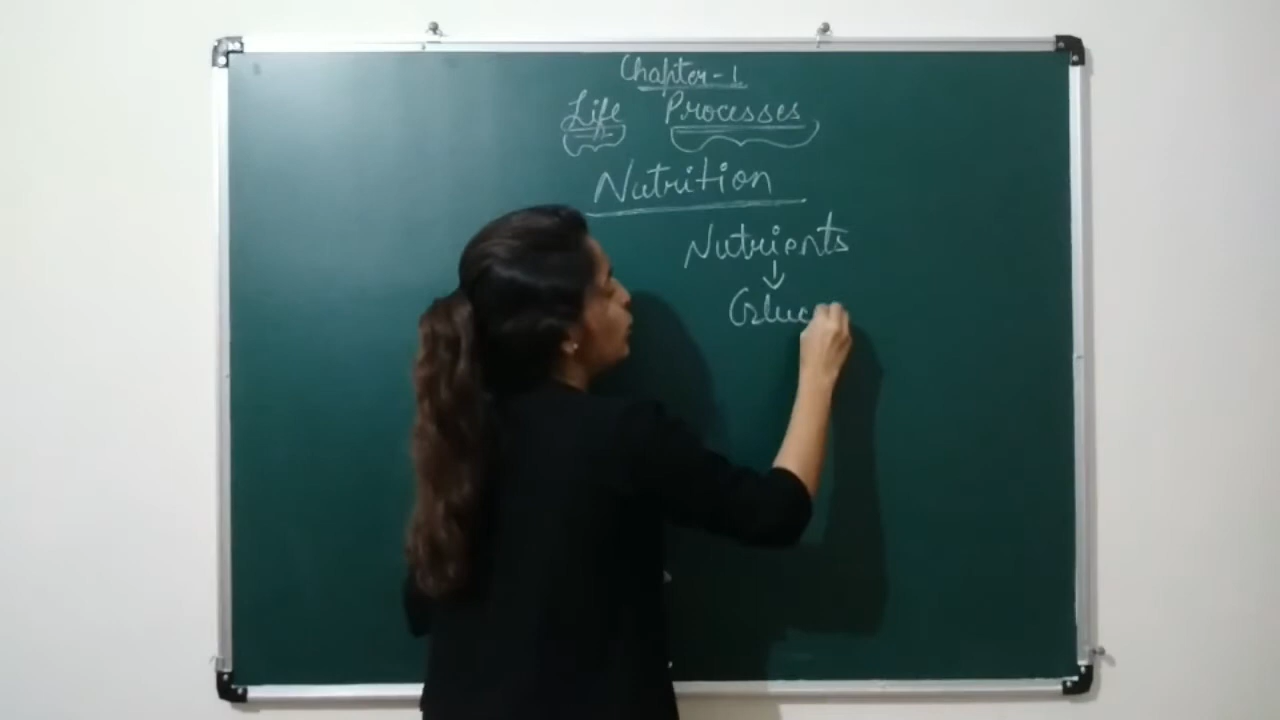 Chapter-1
Life Processes
Nutrition
Nutrients
↓
Gluc